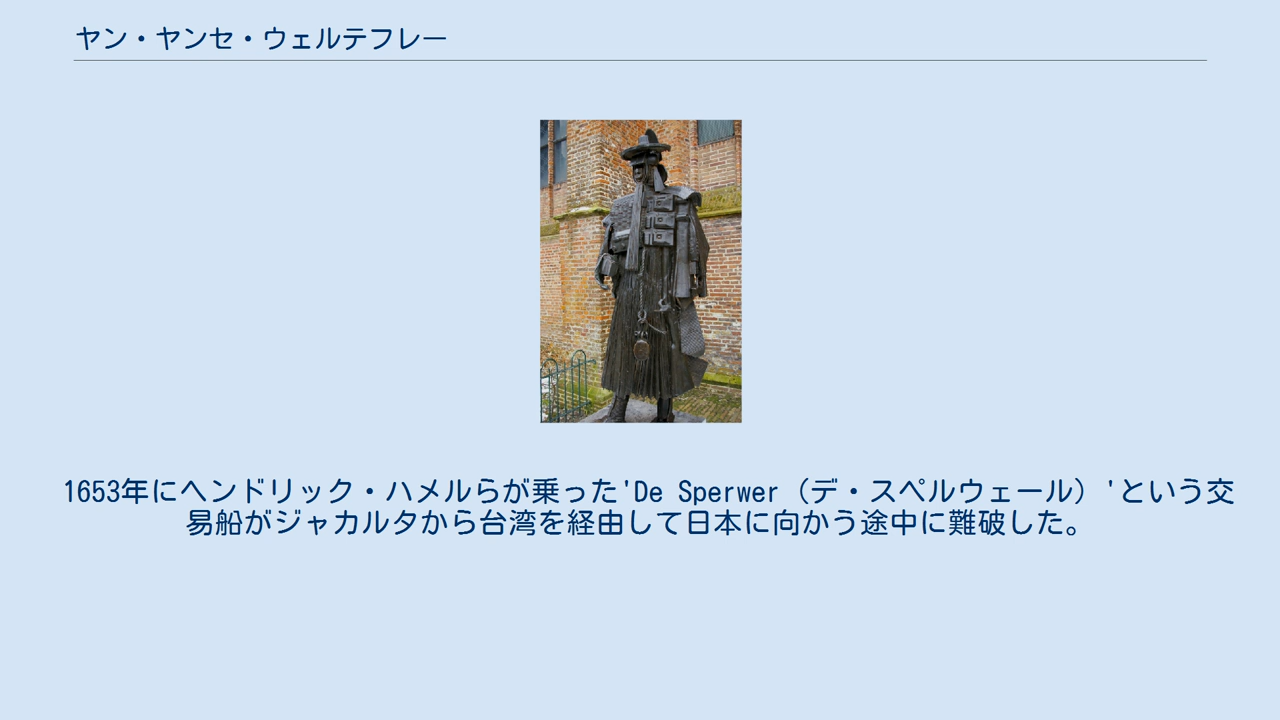 ヤン・ヤンセ・ウェルテフレー
1653年にヘンドリック・ハメルらが乗った'De Sperwer（デ・スペルウェール）'という交
易船がジャカルタから台湾を経由して日本に向かう途中に難破した。